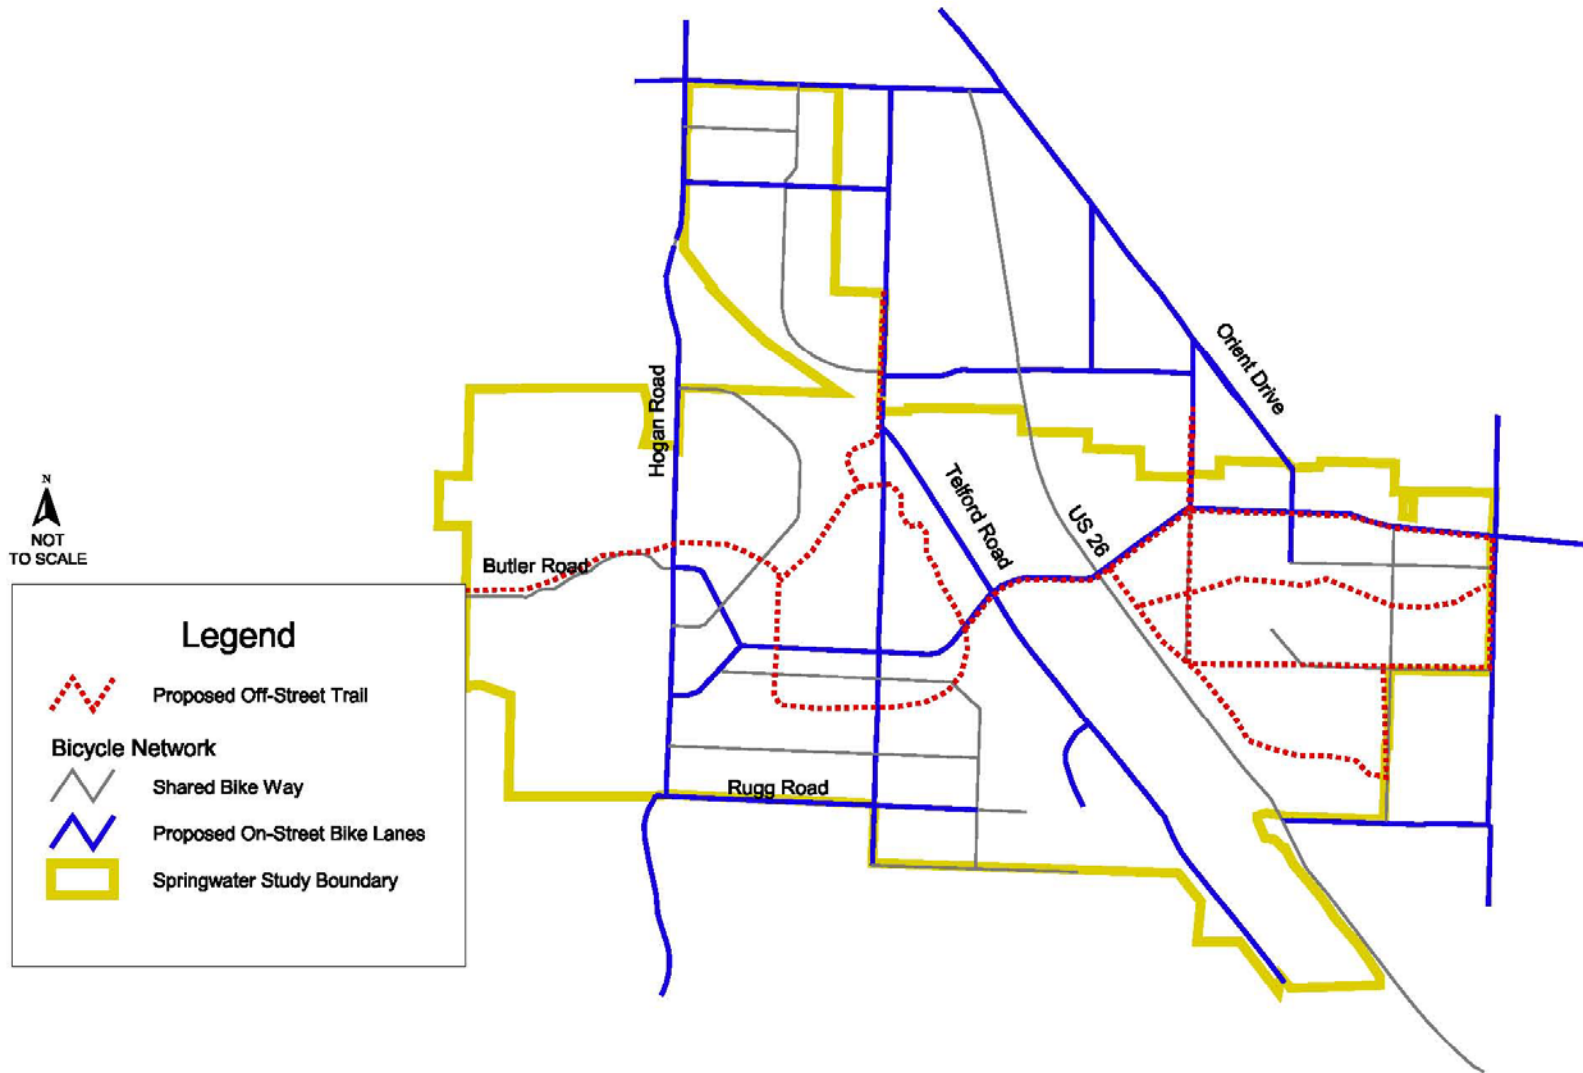 Orient Drive
Hogan Road
Telford Road
US 26
N
NOT
TO SCALE
Butler Road
Rugg Road
Legend
Proposed Off-Street Trail
Bicycle Network
Shared Bike Way
Proposed On-Street Bike Lanes
Springwater Study Boundary